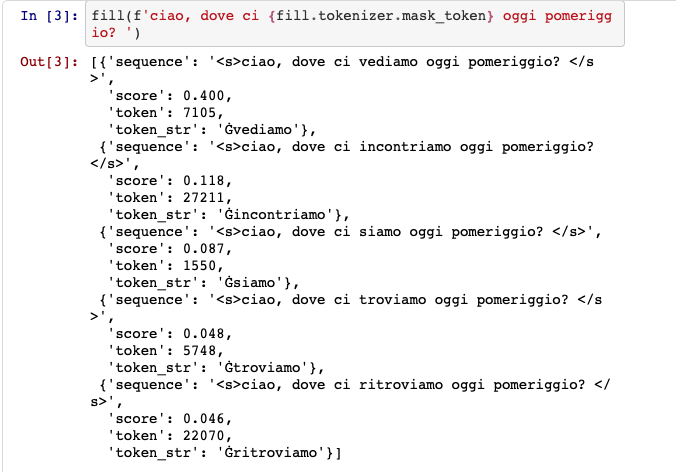 In [3]: fill(f'ciao, dove ci {fill.tokenizer.mask_token} oggi pomerigg
io? ')
Out[3]: [{'sequence': '<s>ciao, dove ci vediamo oggi pomeriggio? </s
>',
'score': 0.400,
'token': 7105,
'token_str': 'Ġvediamo'},
{'sequence': '<s>ciao, dove ci incontriamo oggi pomeriggio?
</s>',
'score': 0.118,
'token': 27211,
'token_str': 'Ġincontriamo'},
{'sequence': '<s>ciao, dove ci siamo oggi pomeriggio? </s>',
'score': 0.087,
'token': 1550,
'token_str': 'Ġsiamo'},
{'sequence': '<s>ciao, dove ci troviamo oggi pomeriggio? </s
>',
'score': 0.048,
'token': 5748,
'token_str': 'Ġtroviamo'},
{'sequence': '<s>ciao, dove ci ritroviamo oggi pomeriggio? </
s>',
'score': 0.046,
'token': 22070,
'token_str': 'Ġritroviamo'}]